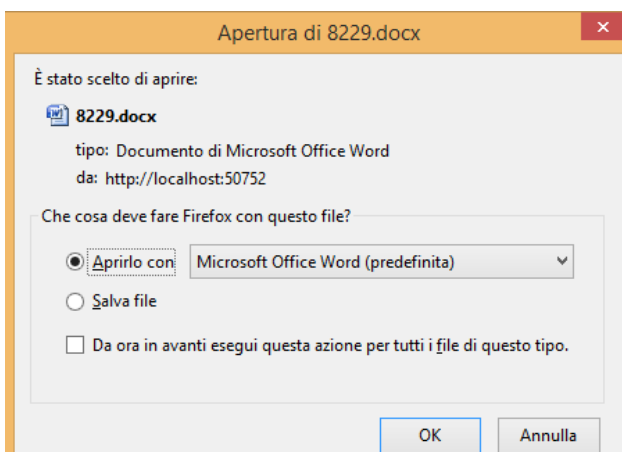 Apertura di 8229.docx
È stato scelto di aprire:
8229.docx
tipo: Documento di Microsoft Office Word
da: http://localhost:50752
Che cosa deve fare Firefox con questo file?
Aprirlo con Microsoft Office Word (predefinita)
Salva file
Da ora in avanti esegui questa azione per tutti i file di questo tipo.
OK Annulla